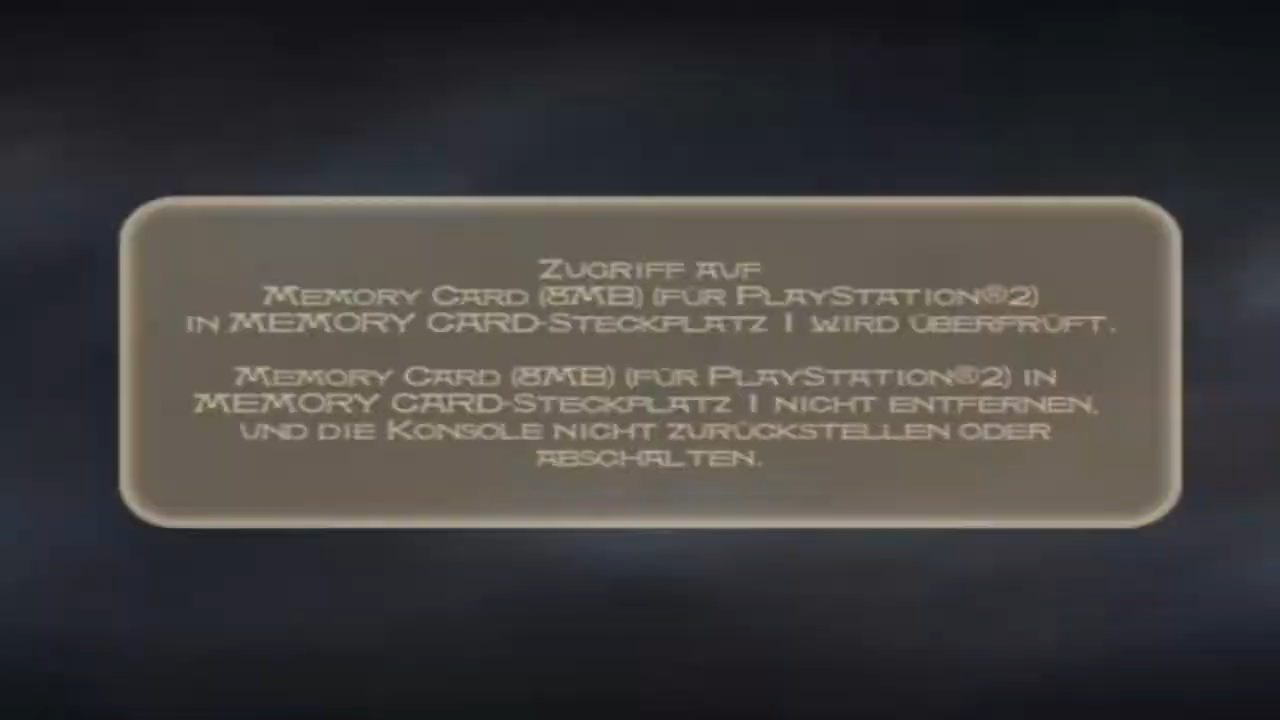 Zugriff auf
Memory Card (8MB) (für PlayStation®2)
in MEMORY CARD-Steckplatz 1 wird überprüft.
Memory Card (8MB) (für PlayStation®2) in
MEMORY CARD-Steckplatz 1 nicht entfernen,
und die Konsole nicht zurückstellen oder
abschalten.